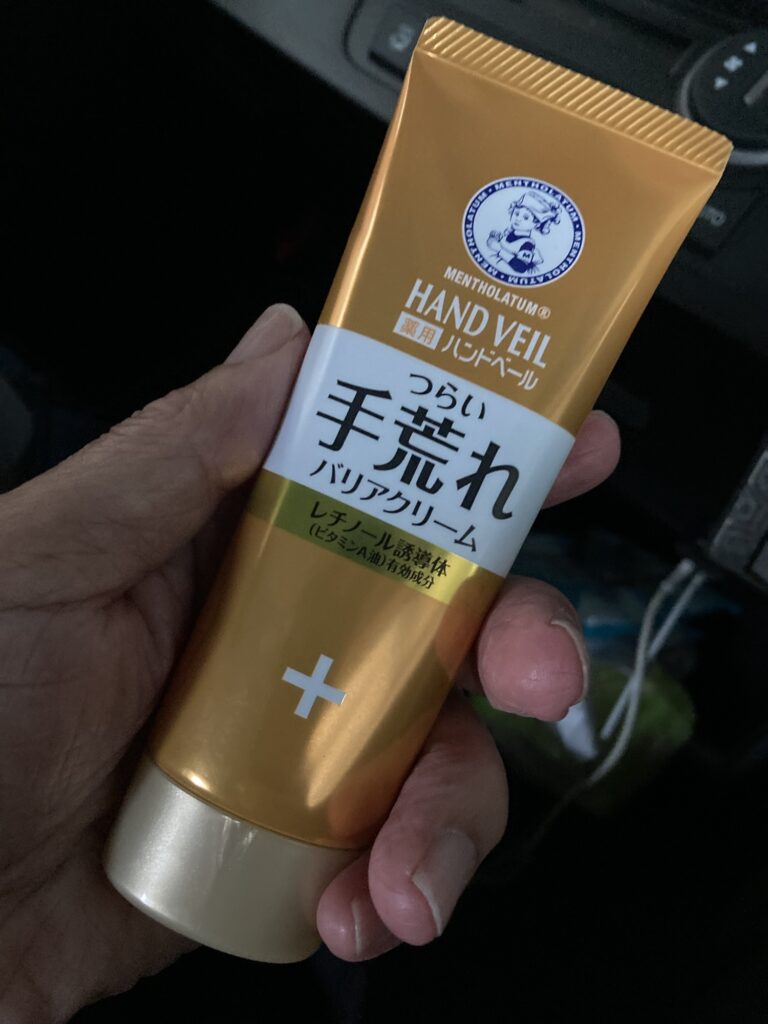 MENTHOLATUM • MENTHOLATUM • MENTHOLATUM
MENTHOLATUM®
HAND VEIL
薬用 ハンドベール
つらい
手荒れ
バリアクリーム
レチノール誘導体
(ビタミンA油)有効成分